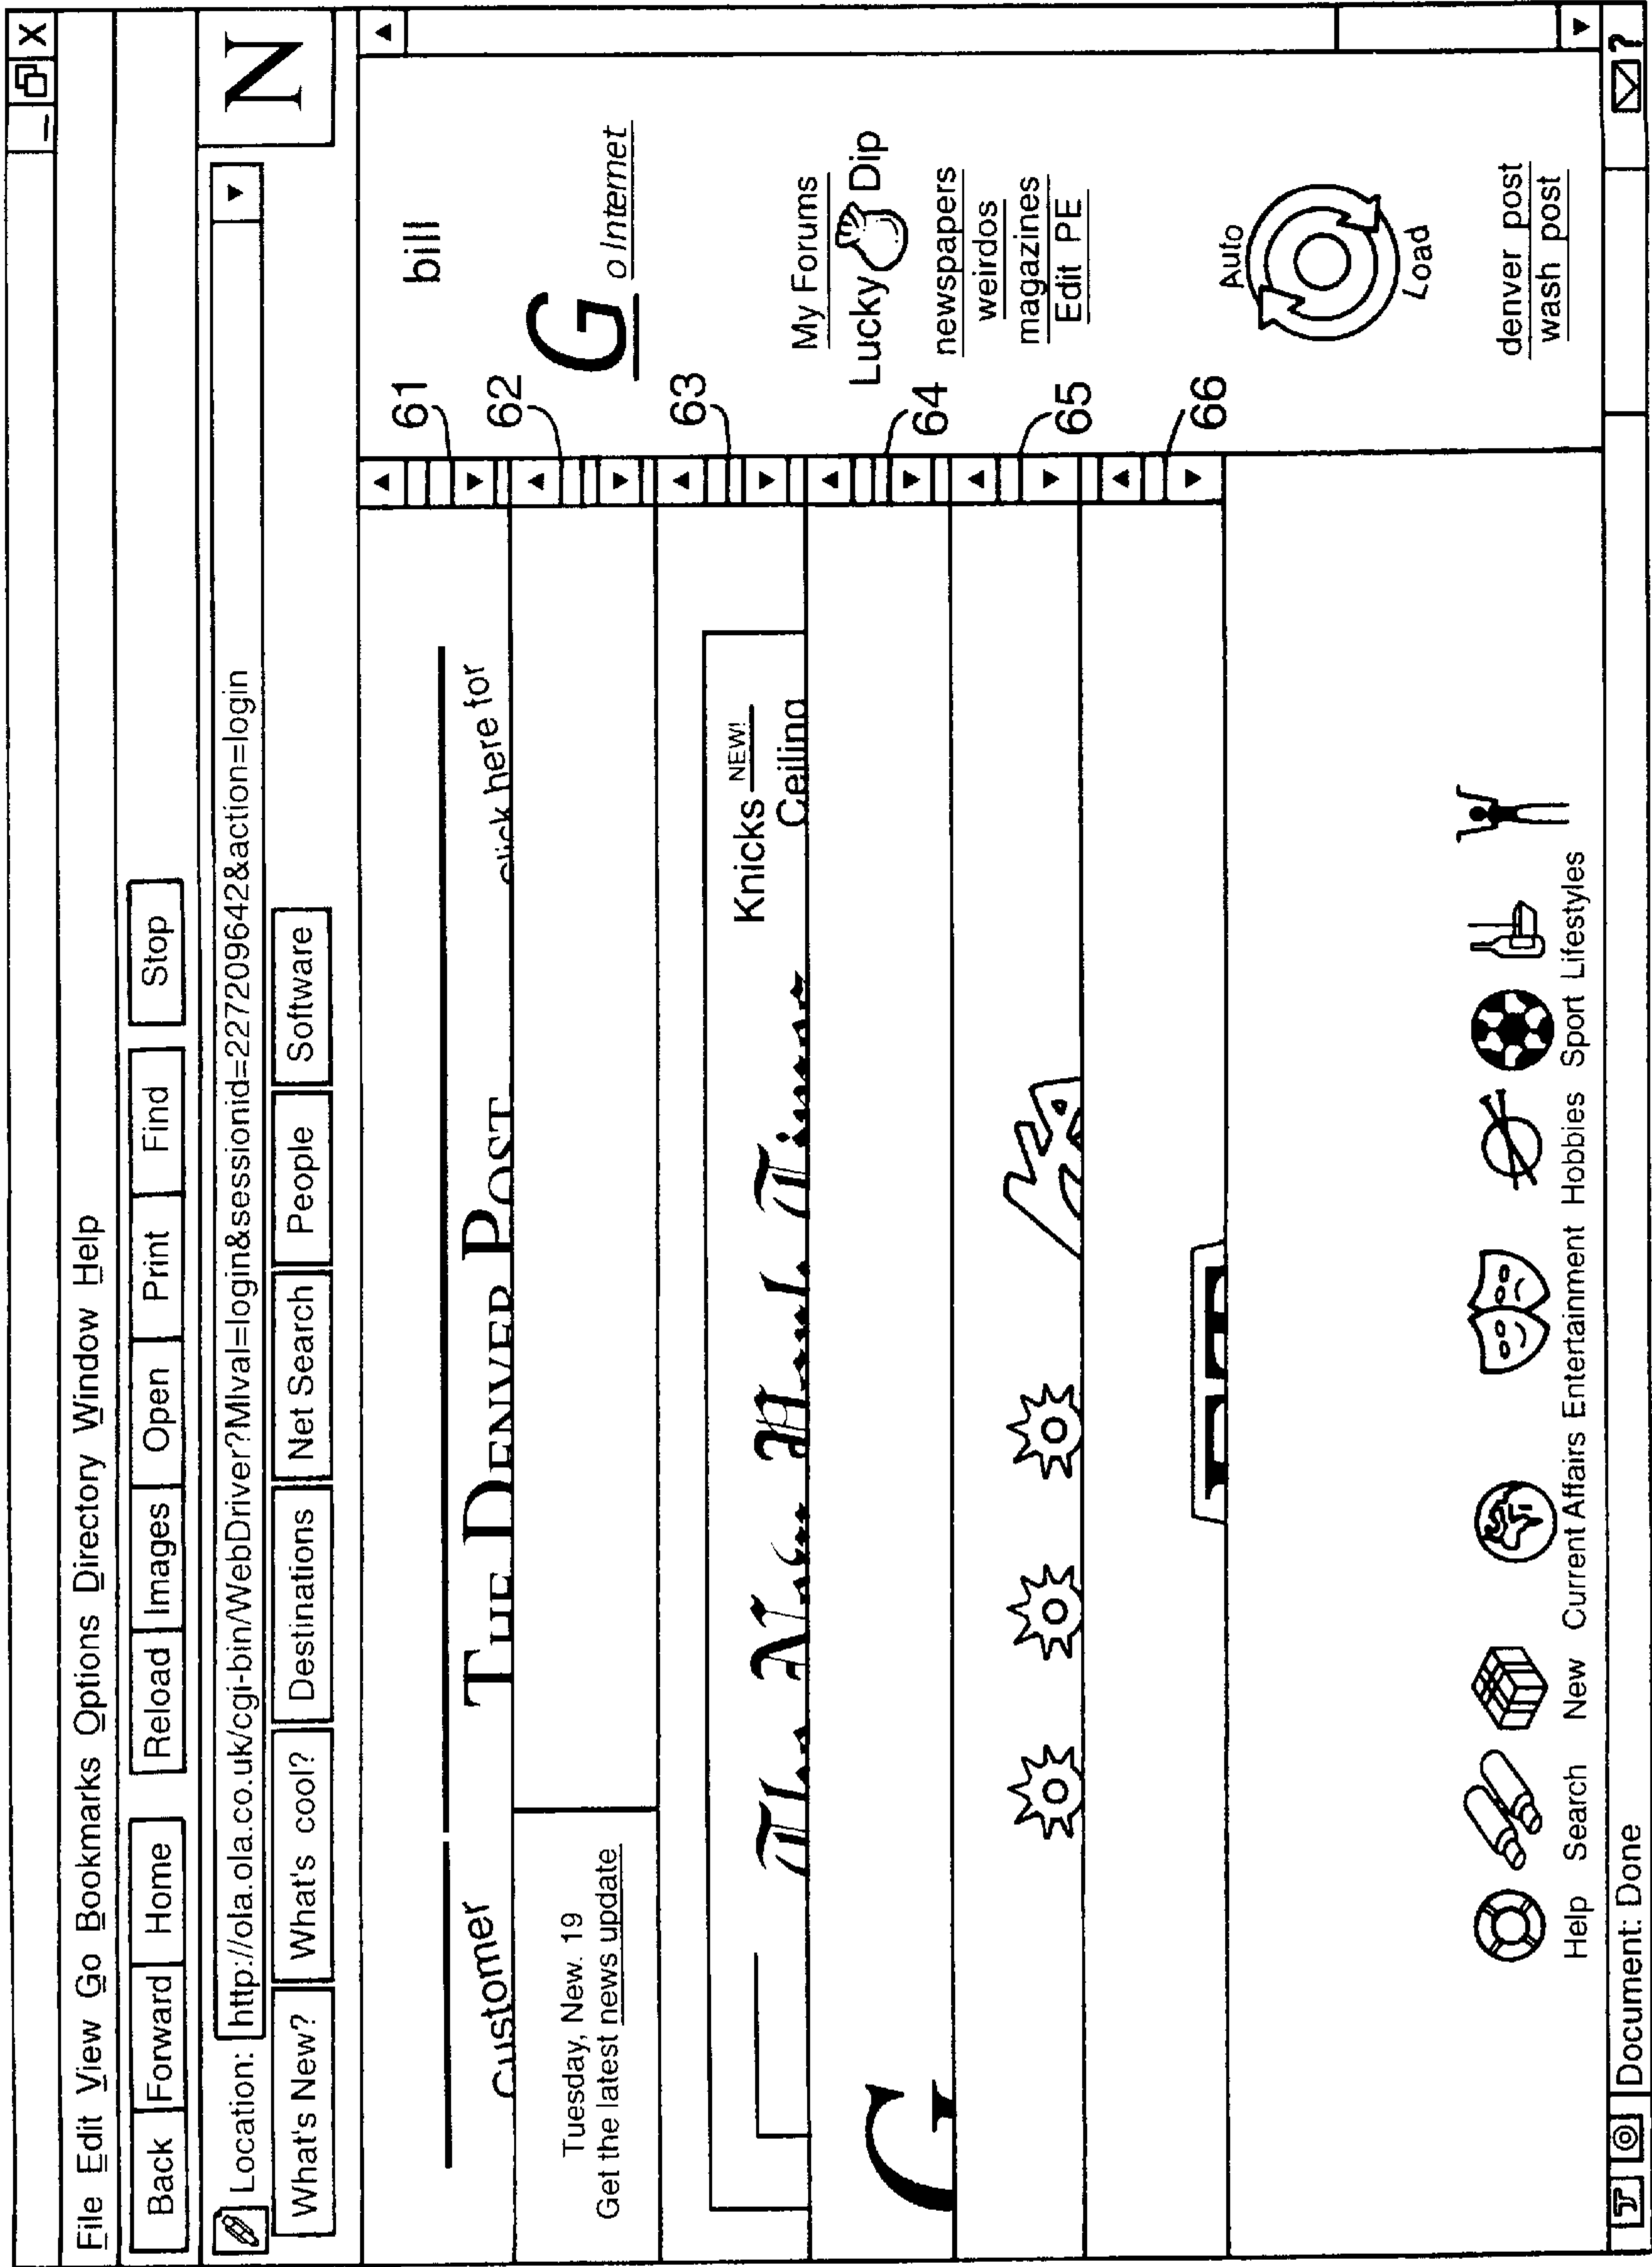 _ X
File Edit View Go Bookmarks Options Directory Window Help
Back Forward Home Reload Images Open Print Find Stop
N
Location: http://ola.ola.co.uk/cgi-bin/WebDriver?MIval=login&sessionid=227209642&action=login
What's New? What's cool? Destinations Net Search People Software
bill
61
Customer THE DENVER POST click here for
62
G o Internet
Tuesday, New. 19
Get the latest news update
63
Knicks NEW!
The New York Times Ceiling
My Forums
Lucky Dip
64
G
newspapers
weirdos
65
magazines
Edit PE
66
Auto
Load
denver post
wash post
Help Search New Current Affairs Entertainment Hobbies Sport Lifestyles
Document: Done ?